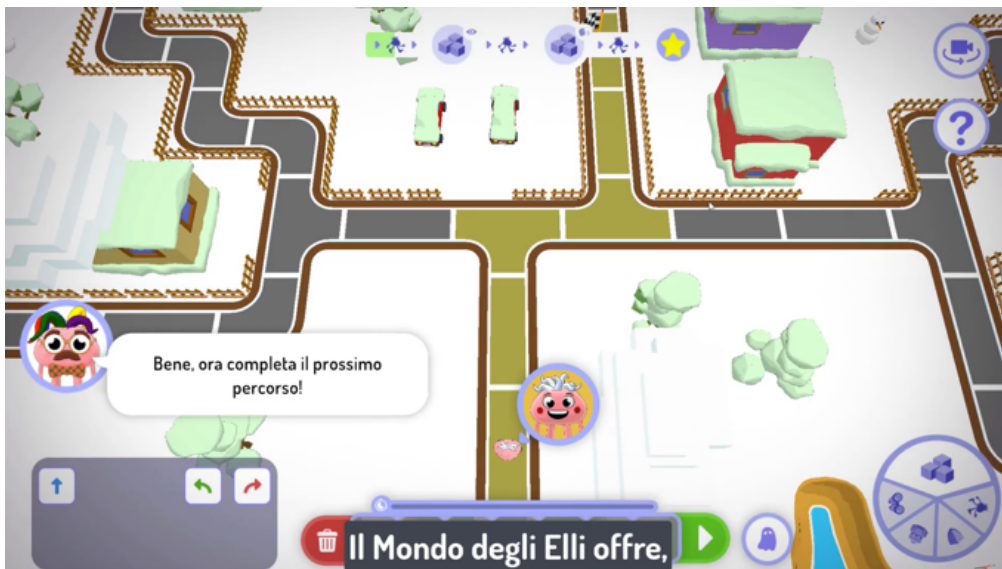 ?
Bene, ora completa il prossimo
percorso!
Il Mondo degli Elli offre,